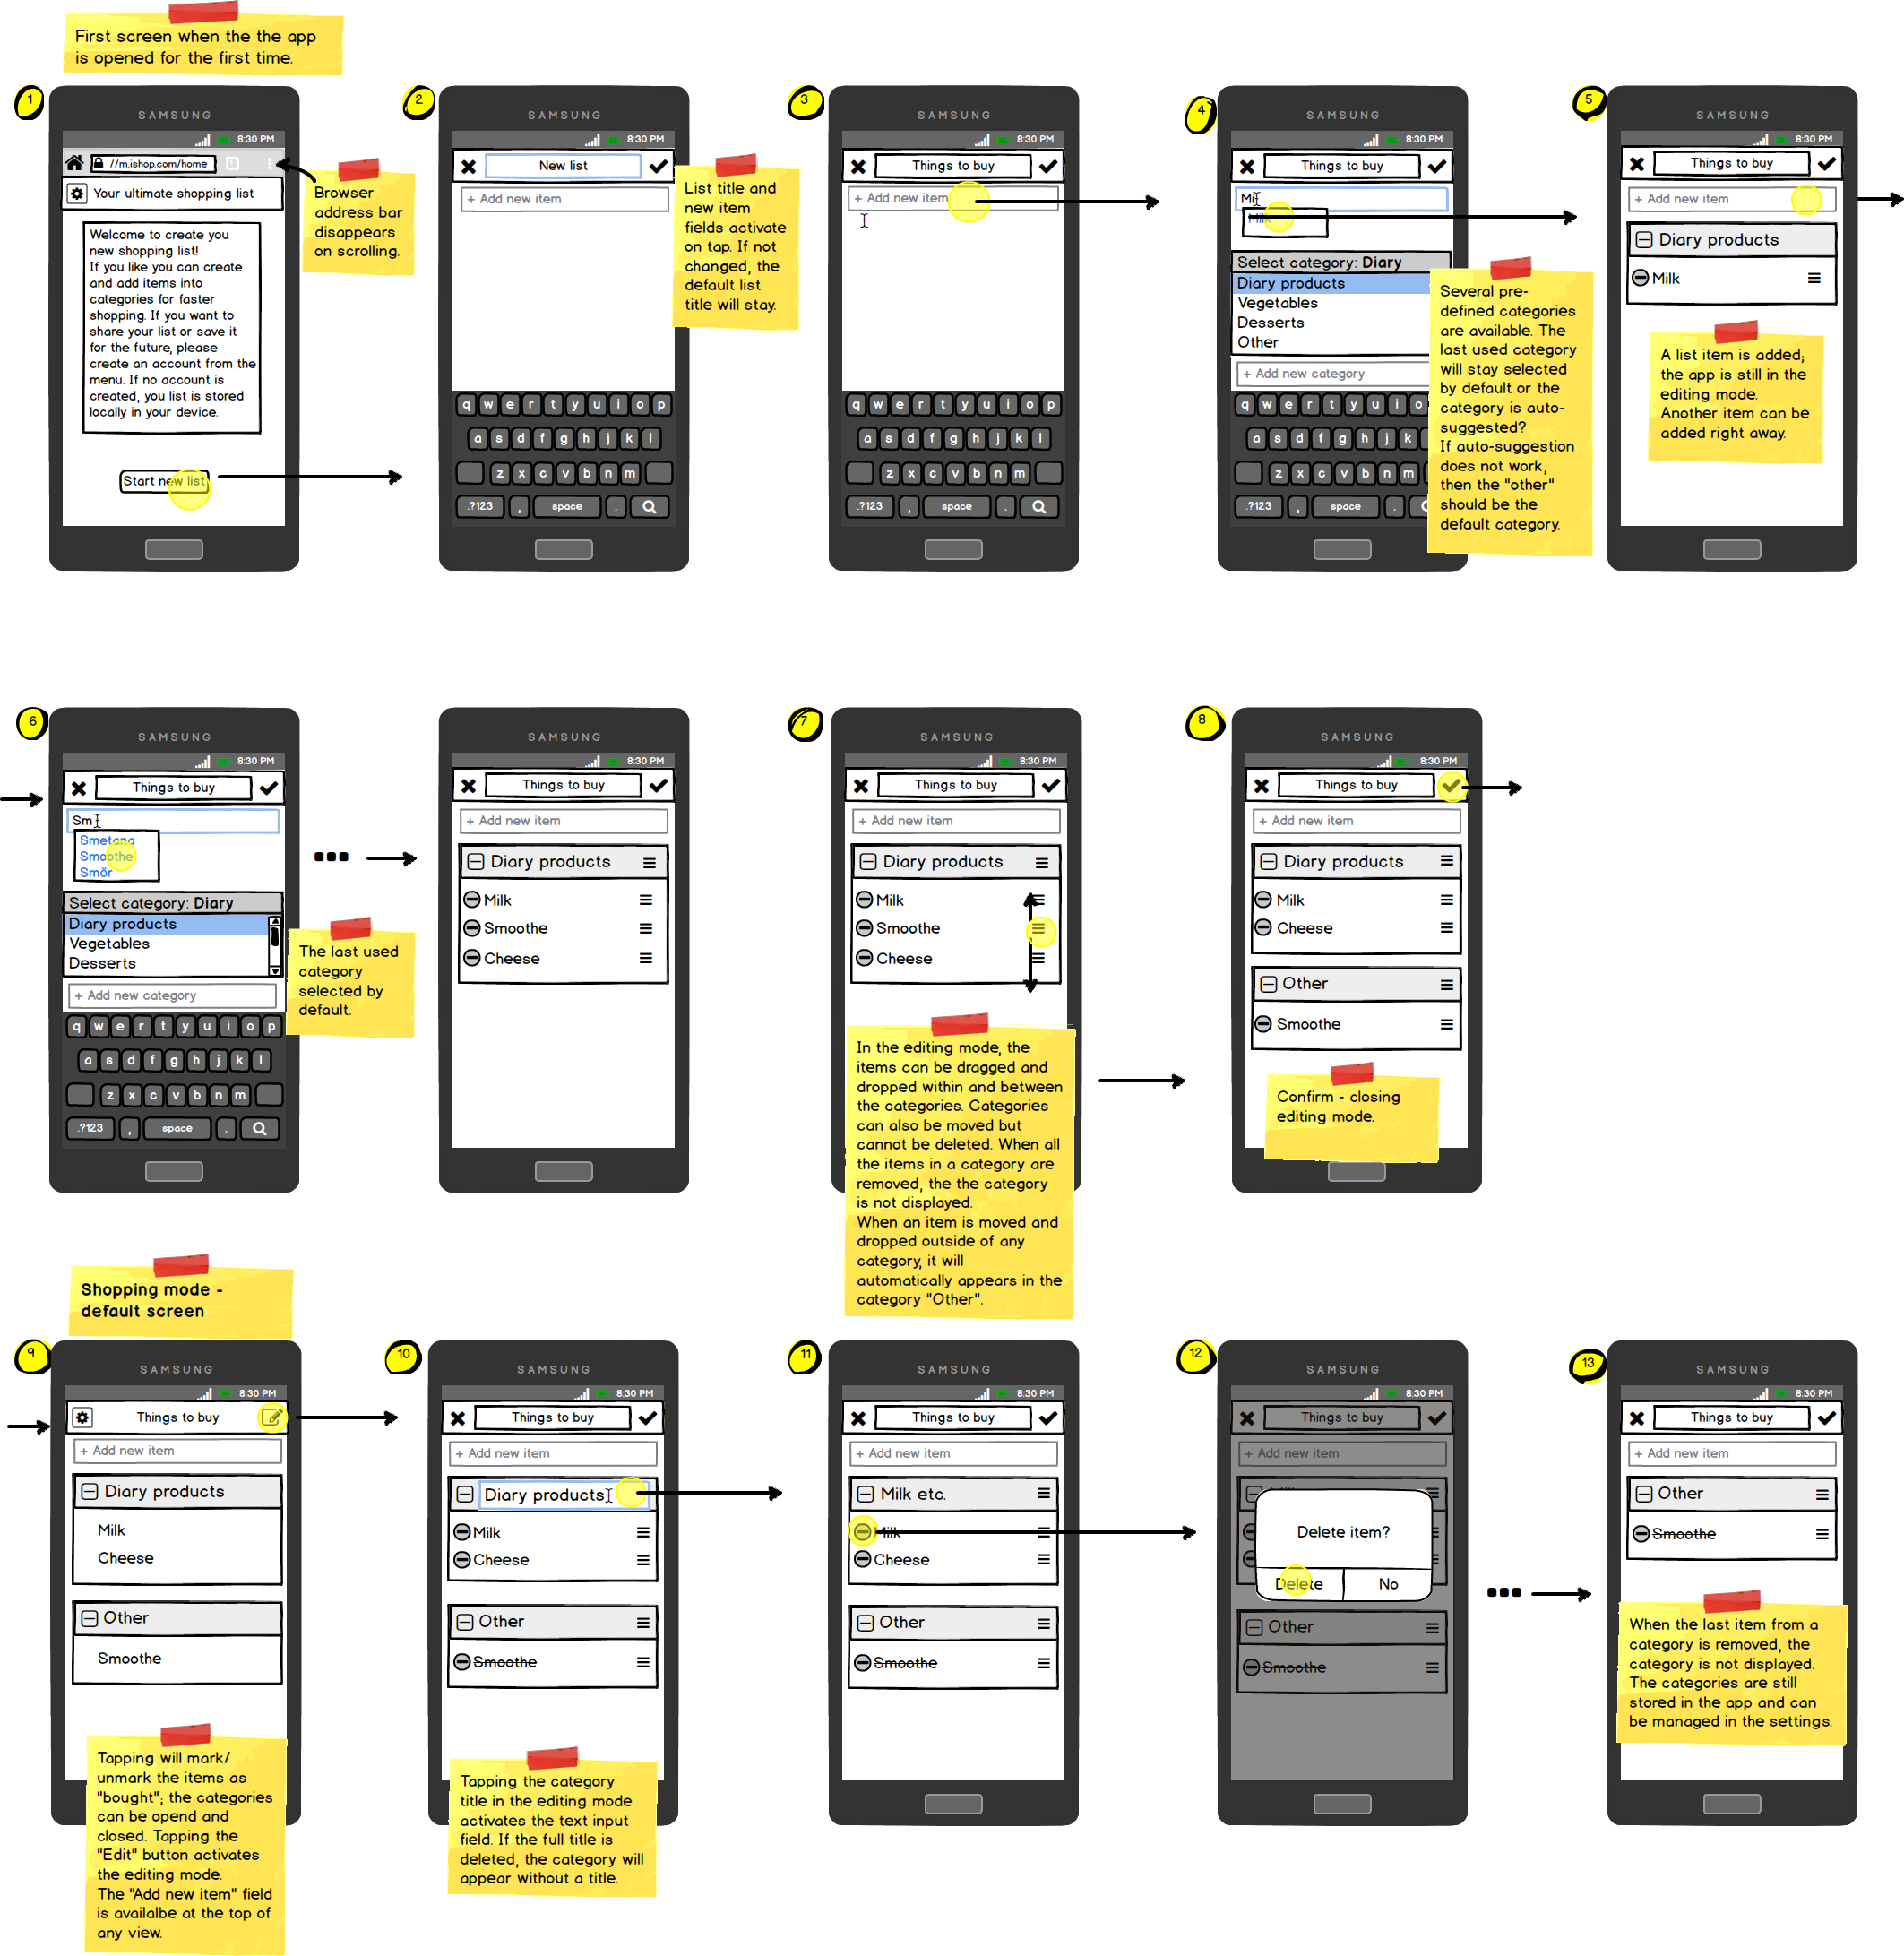 First screen when the the app
is opened for the first time.
1
SAMSUNG
8:30 PM
//m.ishop.com/home
Your ultimate shopping list
Welcome to create you
new shopping list!
If you like you can create
and add items into
categories for faster
shopping. If you want to
share your list or save it
for the future, please
create an account from the
menu. If no account is
created, you list is stored
locally in your device.
Start new list
Browser
address bar
disappears
on scrolling.
2
SAMSUNG
8:30 PM
New list
+ Add new item
q w e r t y u i o p
a s d f g h j k l
z x c v b n m
.?123 , space .
List title and
new item
fields activate
on tap. If not
changed, the
default list
title will stay.
3
SAMSUNG
8:30 PM
Things to buy
+ Add new item
q w e r t y u i o p
a s d f g h j k l
z x c v b n m
.?123 , space .
4
SAMSUNG
8:30 PM
Things to buy
Mi
Milk
Select category: Diary
Diary products
Vegetables
Desserts
Other
+ Add new category
q w e r t y u i o
a s d f g h j k
z x c v b n m
.?123 , space .
Several pre-
defined categories
are available. The
last used category
will stay selected
by default or the
category is auto-
suggested?
If auto-suggestion
does not work,
then the "other"
should be the
default category.
5
SAMSUNG
8:30 PM
Things to buy
+ Add new item
Diary products
Milk
A list item is added;
the app is still in the
editing mode.
Another item can be
added right away.
6
SAMSUNG
8:30 PM
Things to buy
Sm
Smetana
Smoothe
Smör
Select category: Diary
Diary products
Vegetables
Desserts
+ Add new category
q w e r t y u i o p
a s d f g h j k l
z x c v b n m
.?123 , space .
The last used
category
selected by
default.
SAMSUNG
8:30 PM
Things to buy
+ Add new item
Diary products
Milk
Smoothe
Cheese
7
SAMSUNG
8:30 PM
Things to buy
+ Add new item
Diary products
Milk
Smoothe
Cheese
In the editing mode, the
items can be dragged and
dropped within and between
the categories. Categories
can also be moved but
cannot be deleted. When all
the items in a category are
removed, the the category
is not displayed.
When an item is moved and
dropped outside of any
category, it will
automatically appears in the
category "Other".
8
SAMSUNG
8:30 PM
Things to buy
+ Add new item
Diary products
Milk
Cheese
Other
Smoothe
Confirm - closing
editing mode.
Shopping mode -
default screen
9
SAMSUNG
8:30 PM
Things to buy
+ Add new item
Diary products
Milk
Cheese
Other
Smoothe
Tapping will mark/
unmark the items as
"bought"; the categories
can be opend and
closed. Tapping the
"Edit" button activates
the editing mode.
The "Add new item" field
is availalbe at the top of
any view.
10
SAMSUNG
8:30 PM
Things to buy
+ Add new item
Diary products
Milk
Cheese
Other
Smoothe
Tapping the category
title in the editing mode
activates the text input
field. If the full title is
deleted, the category will
appear without a title.
11
SAMSUNG
8:30 PM
Things to buy
+ Add new item
Milk etc.
Milk
Cheese
Other
Smoothe
12
SAMSUNG
8:30 PM
Things to buy
+ Add new item
Delete item?
Delete No
Other
Smoothe
13
SAMSUNG
8:30 PM
Things to buy
+ Add new item
Other
Smoothe
When the last item from a
category is removed, the
category is not displayed.
The categories are still
stored in the app and can
be managed in the settings.